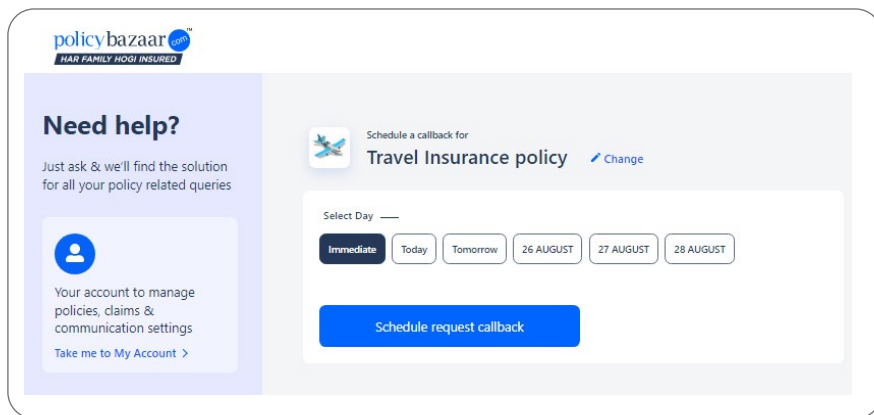 policybazaar com™
HAR FAMILY HOGI INSURED
Need help?
Just ask & we'll find the solution
for all your policy related queries
Your account to manage
policies, claims &
communication settings
Take me to My Account >
Schedule a callback for
Travel Insurance policy Change
Select Day
Immediate Today Tomorrow 26 AUGUST 27 AUGUST 28 AUGUST
Schedule request callback